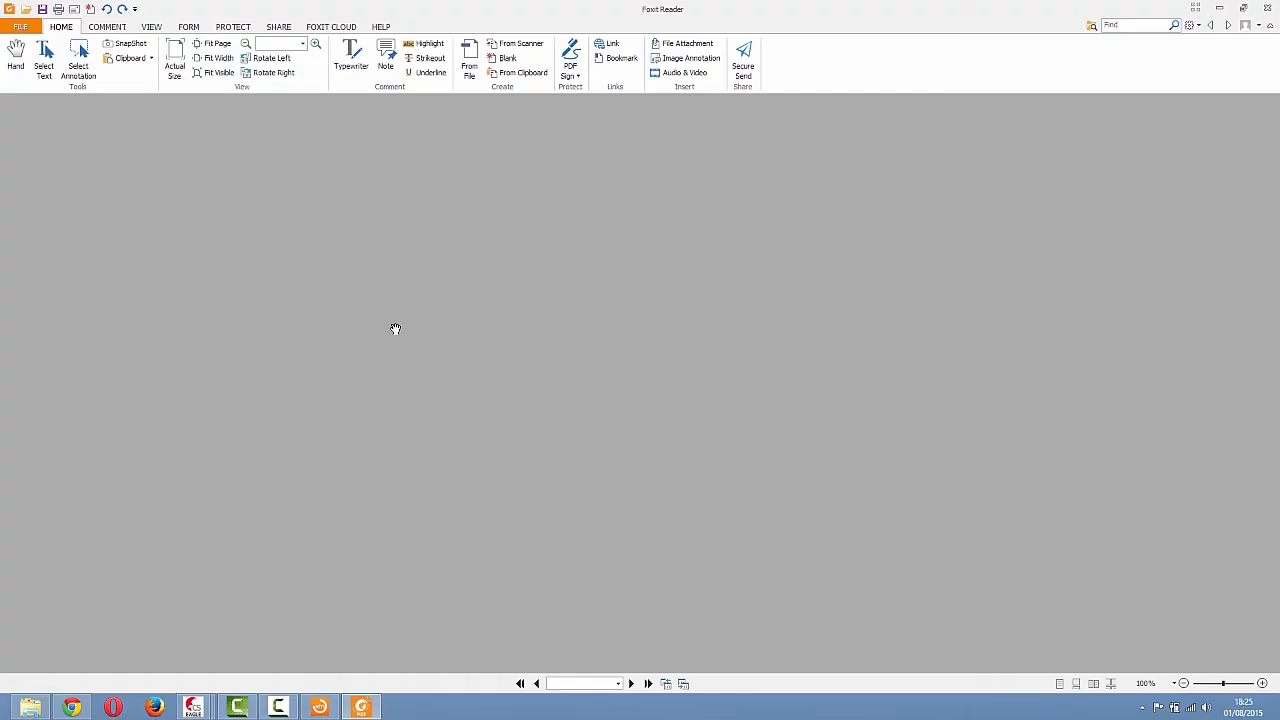 Foxit Reader
FILE HOME COMMENT VIEW FORM PROTECT SHARE FOXIT CLOUD HELP
Find
Hand
Select Text
Select Annotation
SnapShot
Clipboard
Tools
Actual Size
Fit Page
Fit Width
Fit Visible
Rotate Left
Rotate Right
View
Typewriter
Note
Highlight
Strikeout
Underline
Comment
From File
From Scanner
Blank
From Clipboard
Create
PDF Sign
Protect
Link
Bookmark
Links
File Attachment
Image Annotation
Audio & Video
Insert
Secure Send
Share
100%
CS
EAGLE
PDF
18:25
01/08/2015